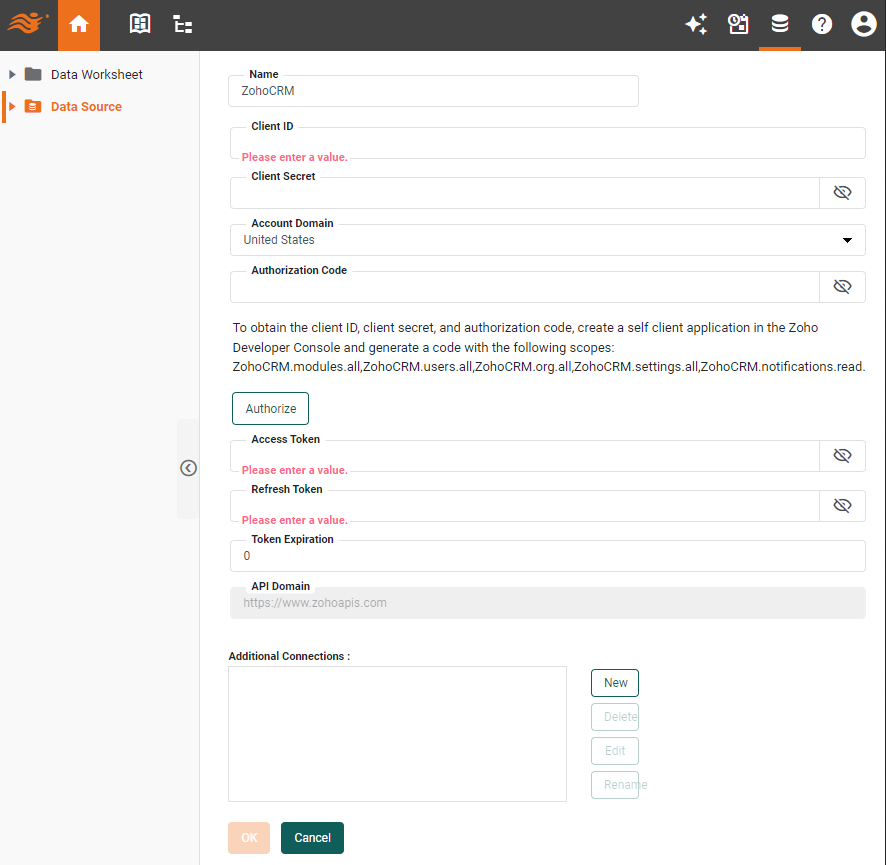 Data Worksheet
Data Source
Name
ZohoCRM
Client ID
Please enter a value.
Client Secret
Account Domain
United States
Authorization Code
To obtain the client ID, client secret, and authorization code, create a self client application in the Zoho
Developer Console and generate a code with the following scopes:
ZohoCRM.modules.all,ZohoCRM.users.all,ZohoCRM.org.all,ZohoCRM.settings.all,ZohoCRM.notifications.read.
Authorize
Access Token
Please enter a value.
Refresh Token
Please enter a value.
Token Expiration
0
API Domain
https://www.zohoapis.com
Additional Connections :
New
Delete
Edit
Rename
OK
Cancel